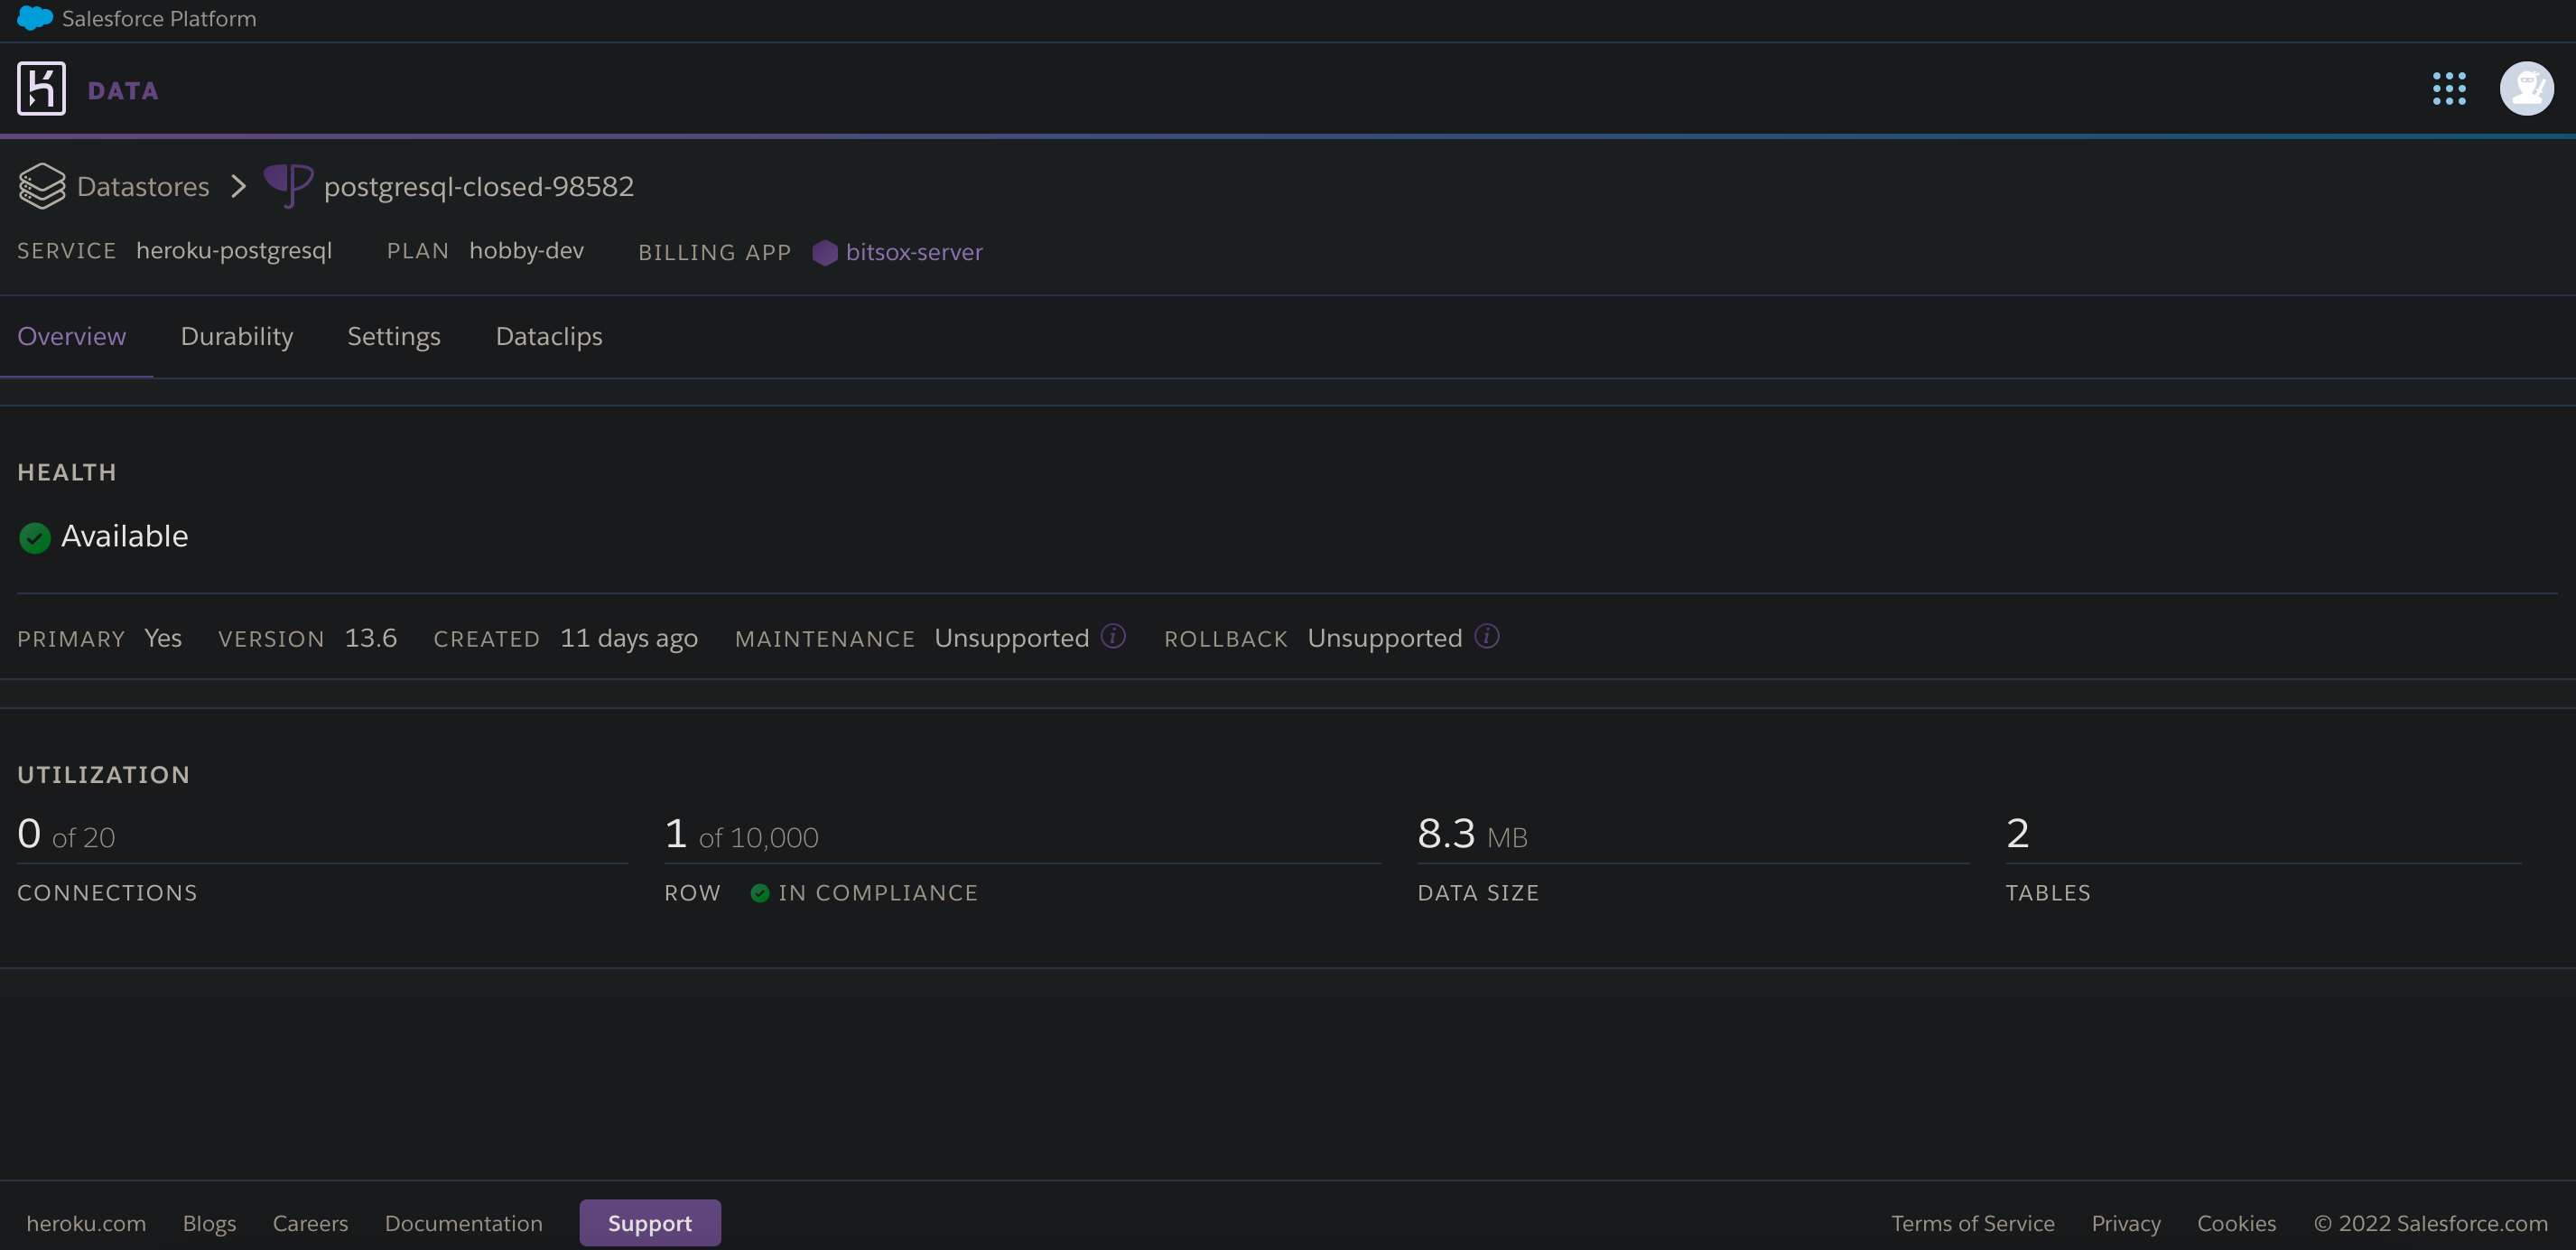 Salesforce Platform
DATA
Datastores postgresql-closed-98582
SERVICE heroku-postgresql PLAN hobby-dev BILLING APP bitsox-server
Overview Durability Settings Dataclips
HEALTH
Available
PRIMARY Yes VERSION 13.6 CREATED 11 days ago MAINTENANCE Unsupported ROLLBACK Unsupported
UTILIZATION
0 of 20 1 of 10,000 8.3 MB 2
CONNECTIONS ROW IN COMPLIANCE DATA SIZE TABLES
heroku.com Blogs Careers Documentation Support Terms of Service Privacy Cookies © 2022 Salesforce.com